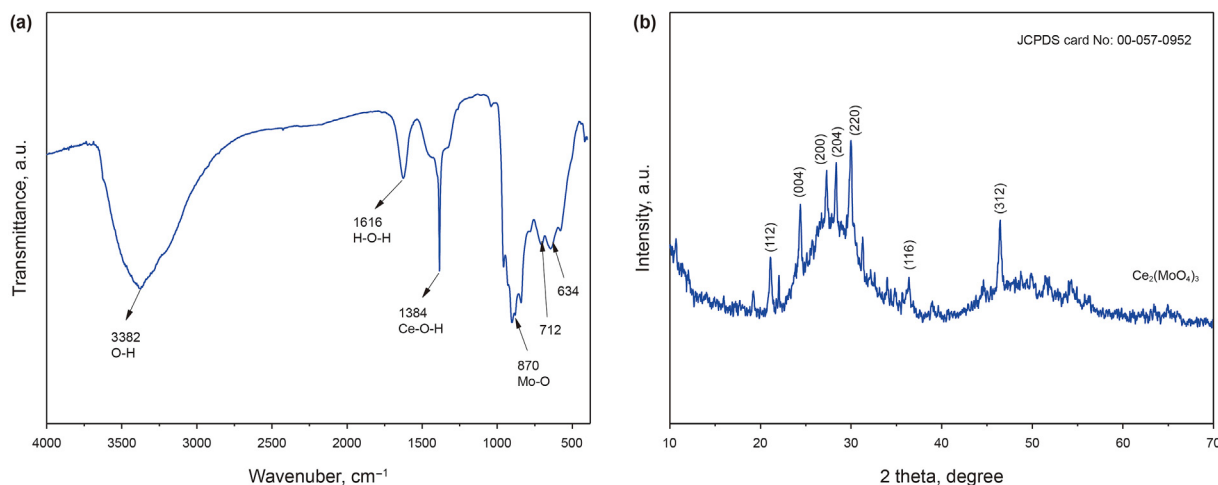 (a)
Transmittance, a.u.
3382
O-H
1616
H-O-H
1384
Ce-O-H
870
Mo-O
712
634
4000 3500 3000 2500 2000 1500 1000 500
Wavenuber, cm⁻¹
(b)
JCPDS card No: 00-057-0952
Intensity, a.u.
(112)
(004)
(200)
(204)
(220)
(116)
(312)
Ce₂(MoO₄)₃
10 20 30 40 50 60 70
2 theta, degree